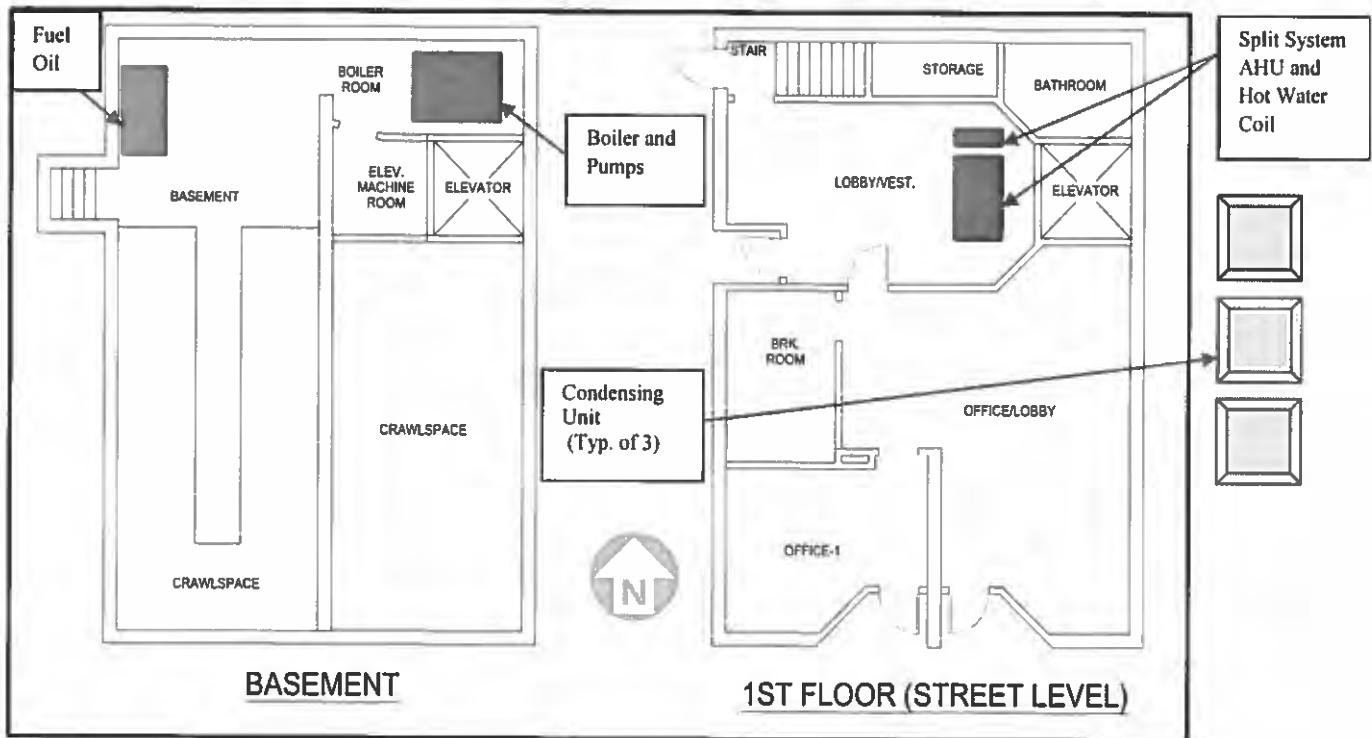 Fuel
Oil
BOILER
ROOM
BASEMENT
ELEV.
MACHINE
ROOM
ELEVATOR
CRAWLSPACE
CRAWLSPACE
BASEMENT
Boiler and
Pumps
Condensing
Unit
(Typ. of 3)
N
STAIR
STORAGE
BATHROOM
LOBBY/VEST.
ELEVATOR
BRK.
ROOM
OFFICE/LOBBY
OFFICE-1
1ST FLOOR (STREET LEVEL)
Split System
AHU and
Hot Water
Coil